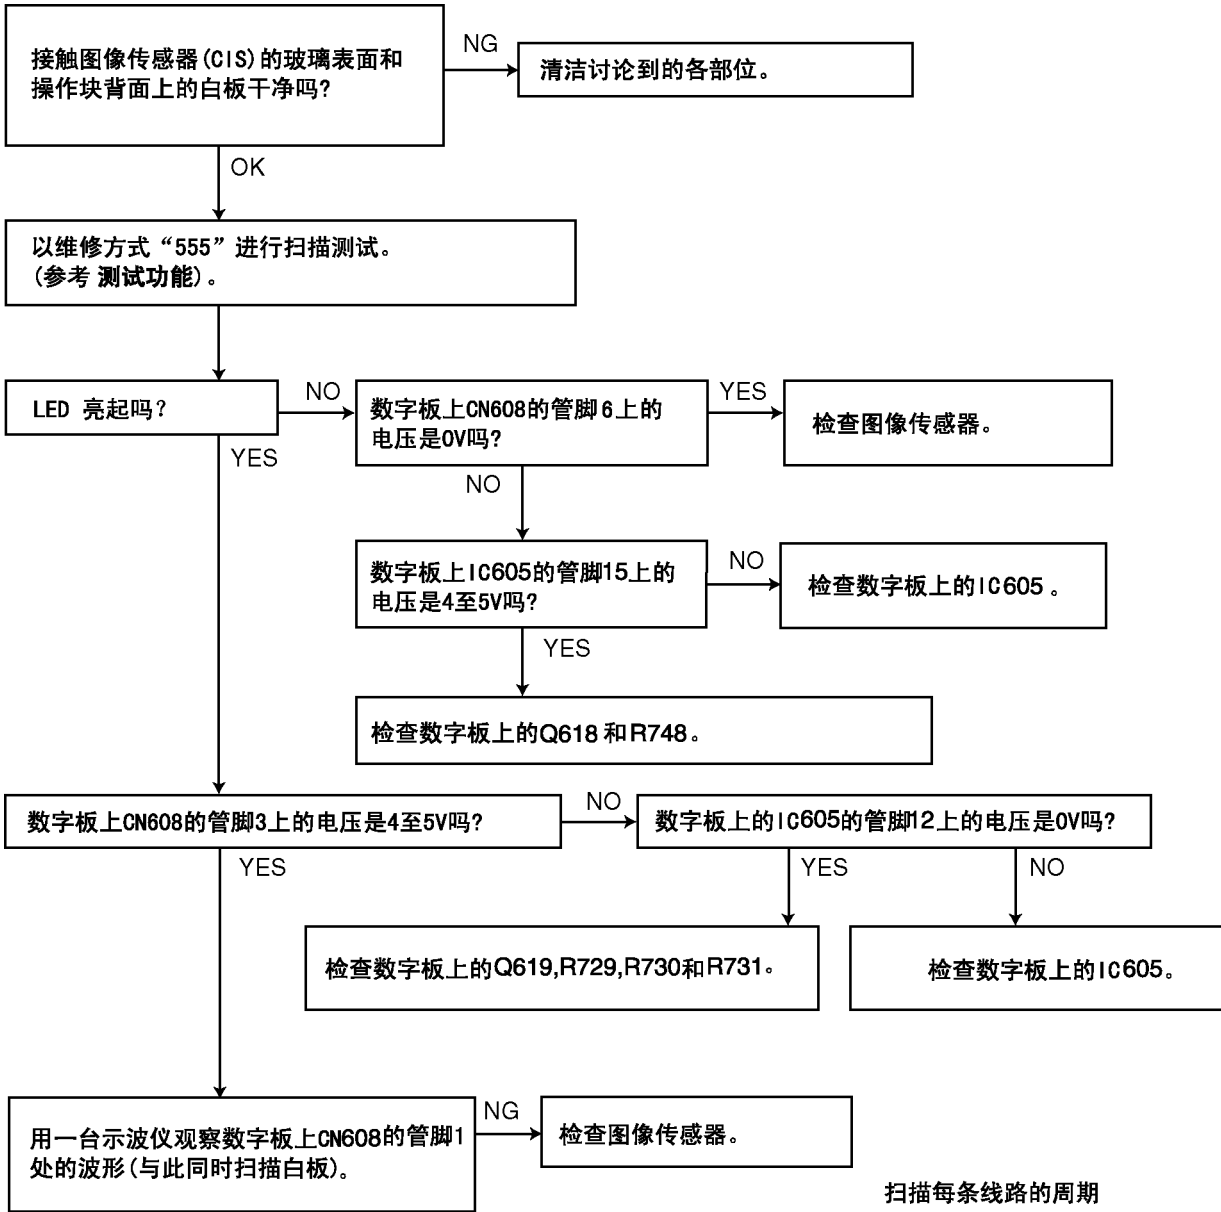 接触图像传感器(CIS)的玻璃表面和
操作块背面上的白板干净吗?
NG
清洁讨论到的各部位。
OK
以维修方式“555”进行扫描测试。
(参考 测试功能)。
LED 亮起吗?
NO
数字板上CN608的管脚6上的
电压是0V吗?
YES
检查图像传感器。
YES
NO
数字板上IC605的管脚15上的
电压是4至5V吗?
NO
检查数字板上的IC605。
YES
检查数字板上的Q618和R748。
数字板上CN608的管脚3上的电压是4至5V吗?
NO
数字板上的IC605的管脚12上的电压是0V吗?
YES
YES
NO
检查数字板上的Q619,R729,R730和R731。
检查数字板上的IC605。
用一台示波仪观察数字板上CN608的管脚1
处的波形(与此同时扫描白板)。
NG
检查图像传感器。
扫描每条线路的周期